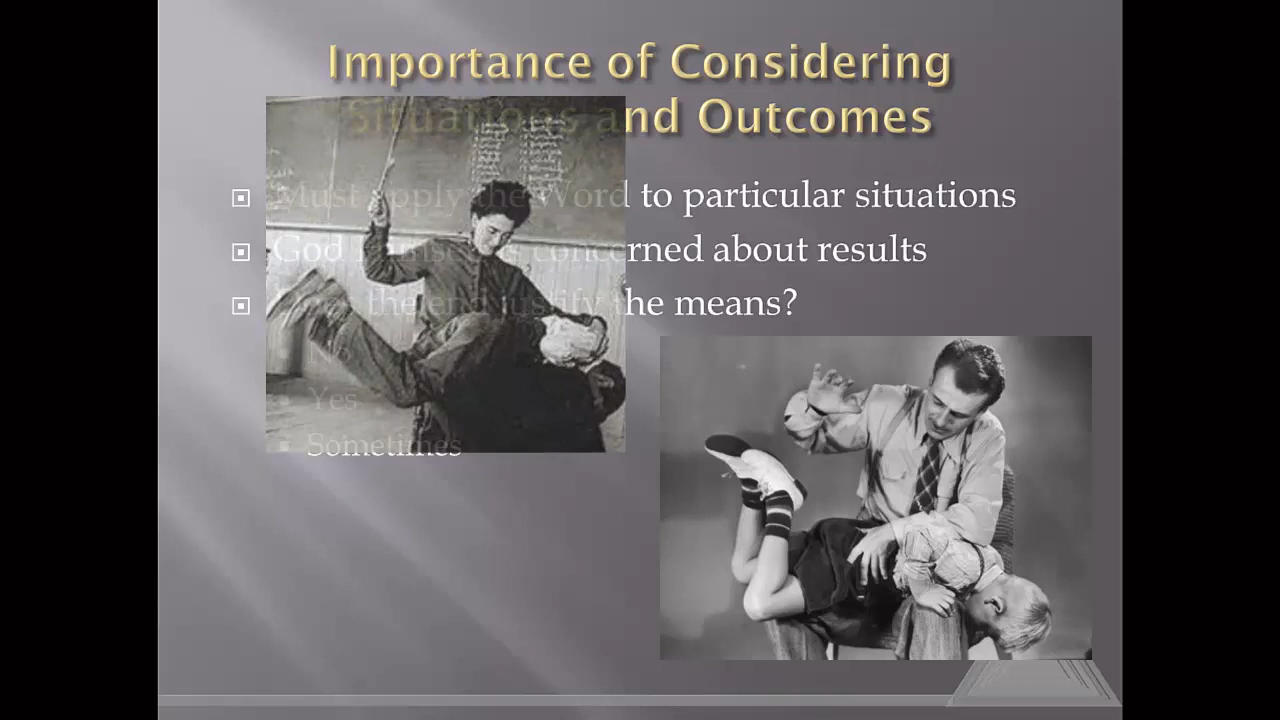 Importance of Considering
Situations and Outcomes
Must apply the Word to particular situations
God Himself is concerned about results
Does the end justify the means?
No
Yes
Sometimes